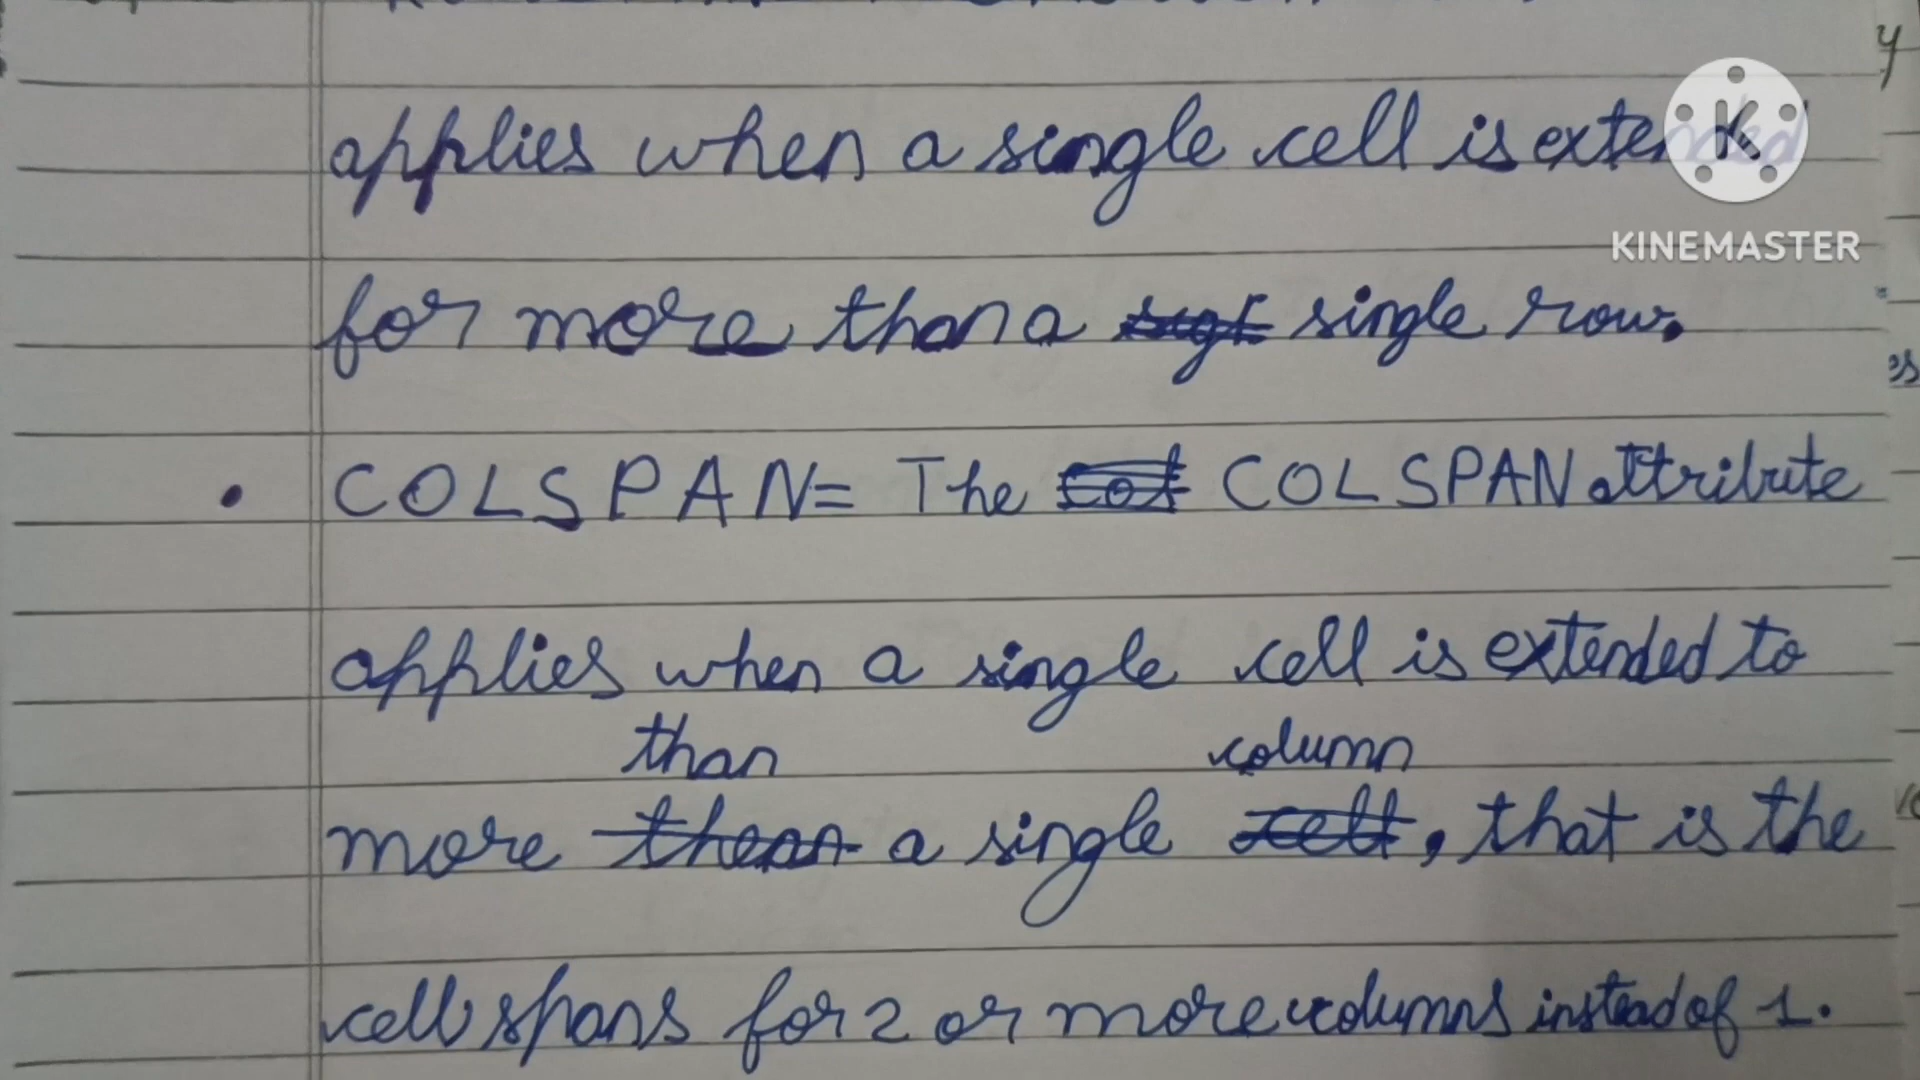 applies when a single cell is extended
KINEMASTER
for more than a single row.
• COLSPAN= The COLSPAN attribute
applies when a single cell is extended to
than column
more a single , that is the
cell spans for 2 or more columns instead of 1.